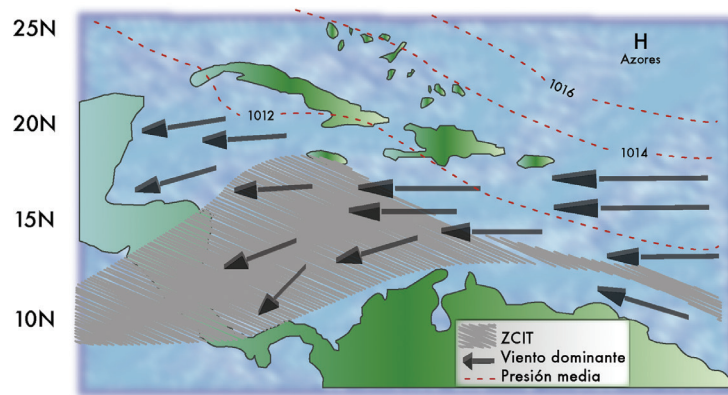 25N
H
Azores
1016
20N
1012
1014
15N
10N
ZCIT
Viento dominante
Presión media